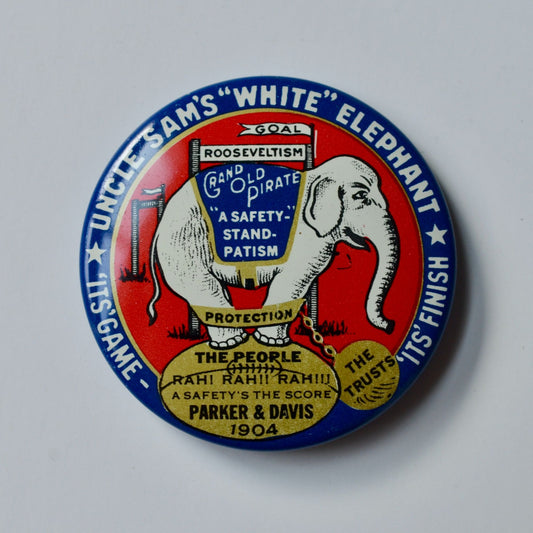 UNCLE SAM'S "WHITE" ELEPHANT
GOAL
ROOSEVELTISM
GRAND
OLD
PIRATE
"A SAFETY-"
STAND-
PATISM
PROTECTION
THE PEOPLE
RAH! RAH!! RAH!!!
A SAFETY'S THE SCORE
PARKER & DAVIS
1904
THE
TRUSTS
'ITS' GAME -
'ITS' FINISH